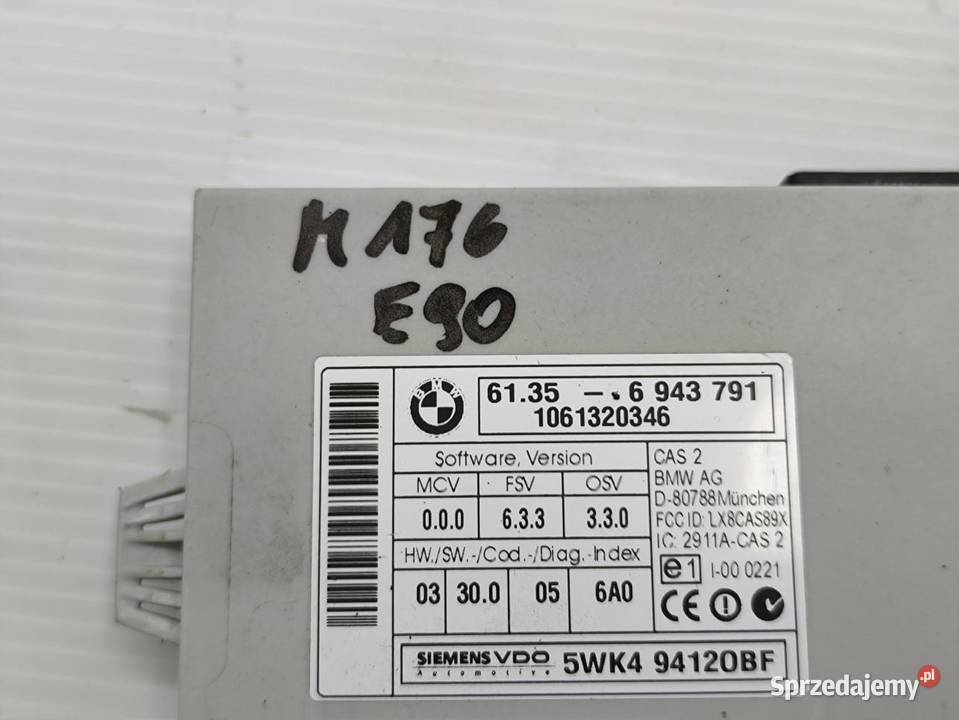 M176
E90
BMW
61.35 - 6 943 791
1061320346
Software, Version
MCV FSV OSV
0.0.0 6.3.3 3.3.0
HW./SW.-/Cod.-/Diag.-Index
03 30.0 05 6A0
CAS 2
BMW AG
D-80788München
FCC ID: LX8CAS89X
IC: 2911A-CAS 2
e1 I-00 0221
CE
SIEMENS VDO
Automotive
5WK4 94120BF
Sprzedajemy.pl